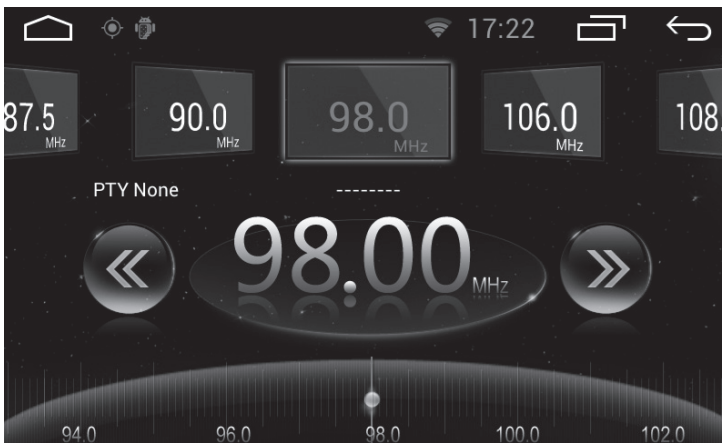 17:22
87.5 MHz 90.0 MHz 98.0 MHz 106.0 MHz 108.
PTY None --------
98.00 MHz
94.0 96.0 98.0 100.0 102.0